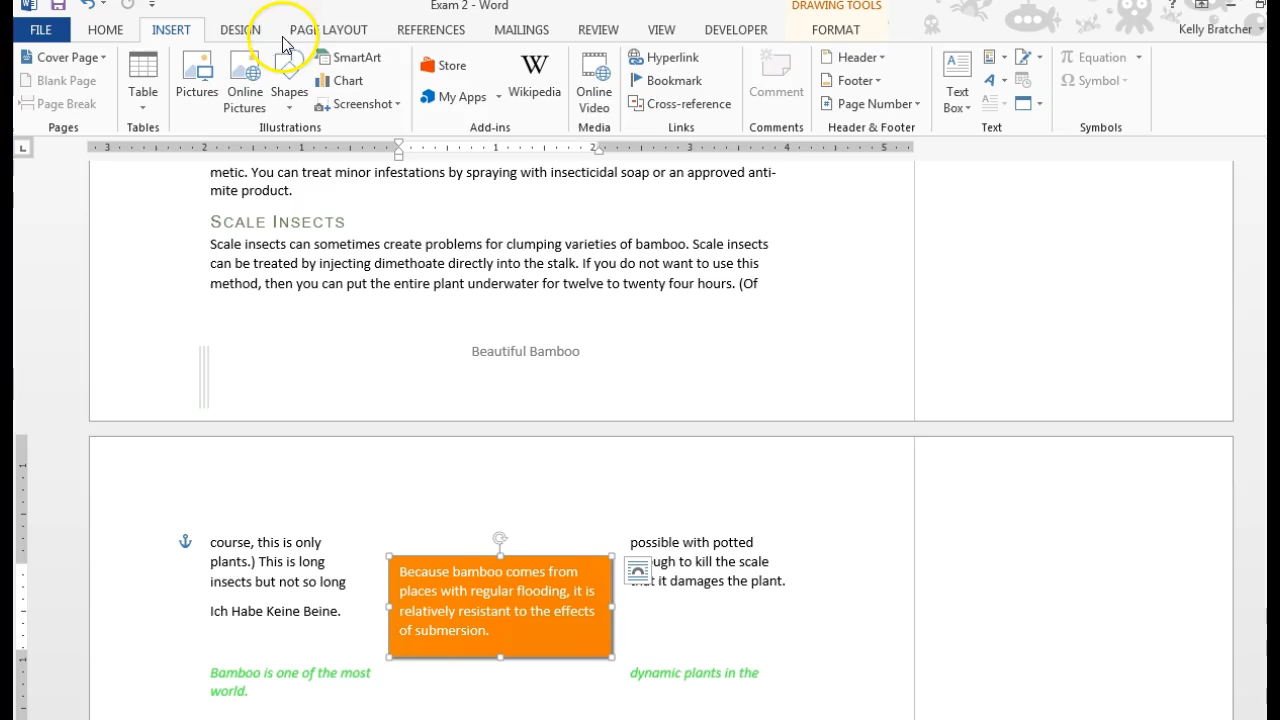 Exam 2 - Word
DRAWING TOOLS
?
FILE HOME INSERT DESIGN PAGE LAYOUT REFERENCES MAILINGS REVIEW VIEW DEVELOPER FORMAT Kelly Bratcher
Cover Page
Blank Page
Page Break
Pages
Table
Tables
Pictures
Online Pictures
Shapes
SmartArt
Chart
Screenshot
Illustrations
Store
My Apps
W
Wikipedia
Add-ins
Online Video
Media
Hyperlink
Bookmark
Cross-reference
Links
Comment
Comments
Header
Footer
Page Number
Header & Footer
Text Box
Text
Equation
Symbol
Symbols
3 2 1 1 2 3 4 5
metic. You can treat minor infestations by spraying with insecticidal soap or an approved anti-
mite product.
SCALE INSECTS
Scale insects can sometimes create problems for clumping varieties of bamboo. Scale insects
can be treated by injecting dimethoate directly into the stalk. If you do not want to use this
method, then you can put the entire plant underwater for twelve to twenty four hours. (Of
Beautiful Bamboo
course, this is only possible with potted
plants.) This is long the scale
insects but not so long it damages the plant.
Ich Habe Keine Beine.
Because bamboo comes from
places with regular flooding, it is
relatively resistant to the effects
of submersion.
Bamboo is one of the most dynamic plants in the
world.